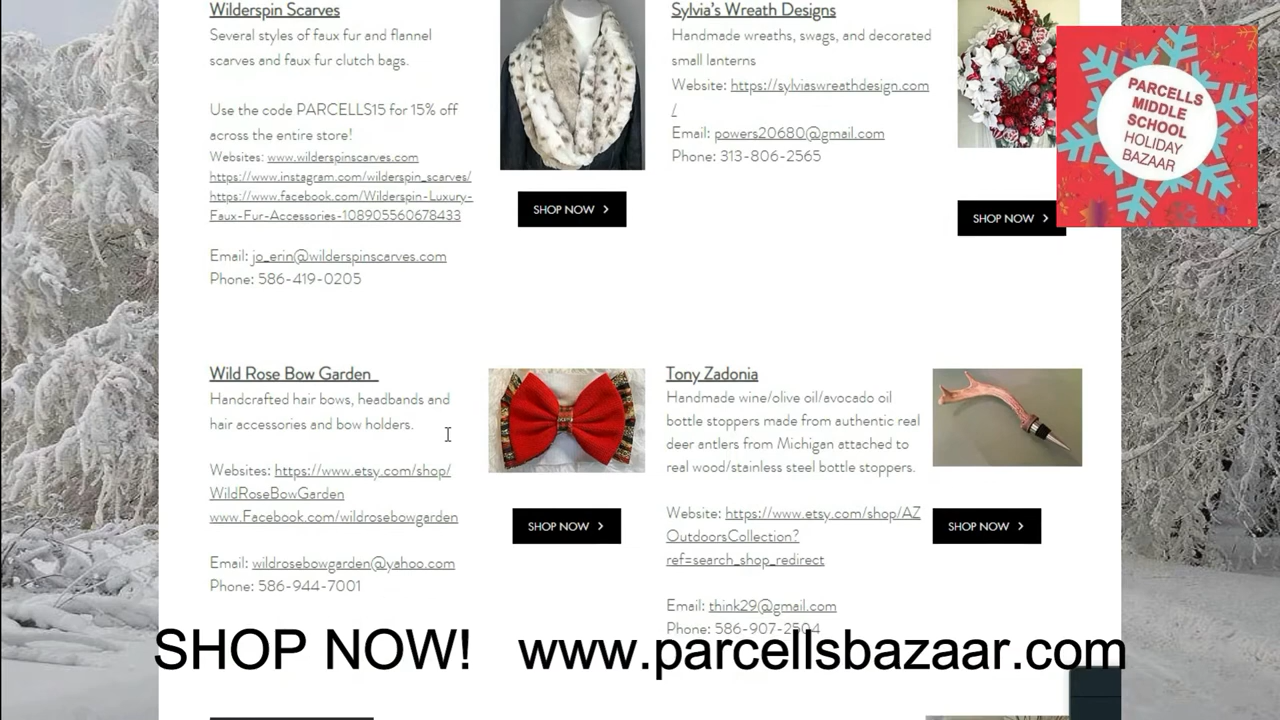 Wilderspin Scarves
Several styles of faux fur and flannel
scarves and faux fur clutch bags.
Use the code PARCELLS15 for 15% off
across the entire store!
Websites: www.wilderspinscarves.com
https://www.instagram.com/wilderspin_scarves/
https://www.facebook.com/Wilderspin-Luxury-
Faux-Fur-Accessories-108905560678433
Email: jo_erin@wilderspinscarves.com
Phone: 586-419-0205
SHOP NOW >
Sylvia's Wreath Designs
Handmade wreaths, swags, and decorated
small lanterns
Website: https://sylviaswreathdesign.com
/
Email: powers20680@gmail.com
Phone: 313-806-2565
SHOP NOW >
PARCELLS
MIDDLE
SCHOOL
HOLIDAY
BAZAAR
Wild Rose Bow Garden
Handcrafted hair bows, headbands and
hair accessories and bow holders.
Websites: https://www.etsy.com/shop/
WildRoseBowGarden
www.Facebook.com/wildrosebowgarden
Email: wildrosebowgarden@yahoo.com
Phone: 586-944-7001
SHOP NOW >
Tony Zadonia
Handmade wine/olive oil/avocado oil
bottle stoppers made from authentic real
deer antlers from Michigan attached to
real wood/stainless steel bottle stoppers.
Website: https://www.etsy.com/shop/AZ
OutdoorsCollection?
ref=search_shop_redirect
Email: think29@gmail.com
Phone: 586-907-2504
SHOP NOW >
SHOP NOW! www.parcellsbazaar.com